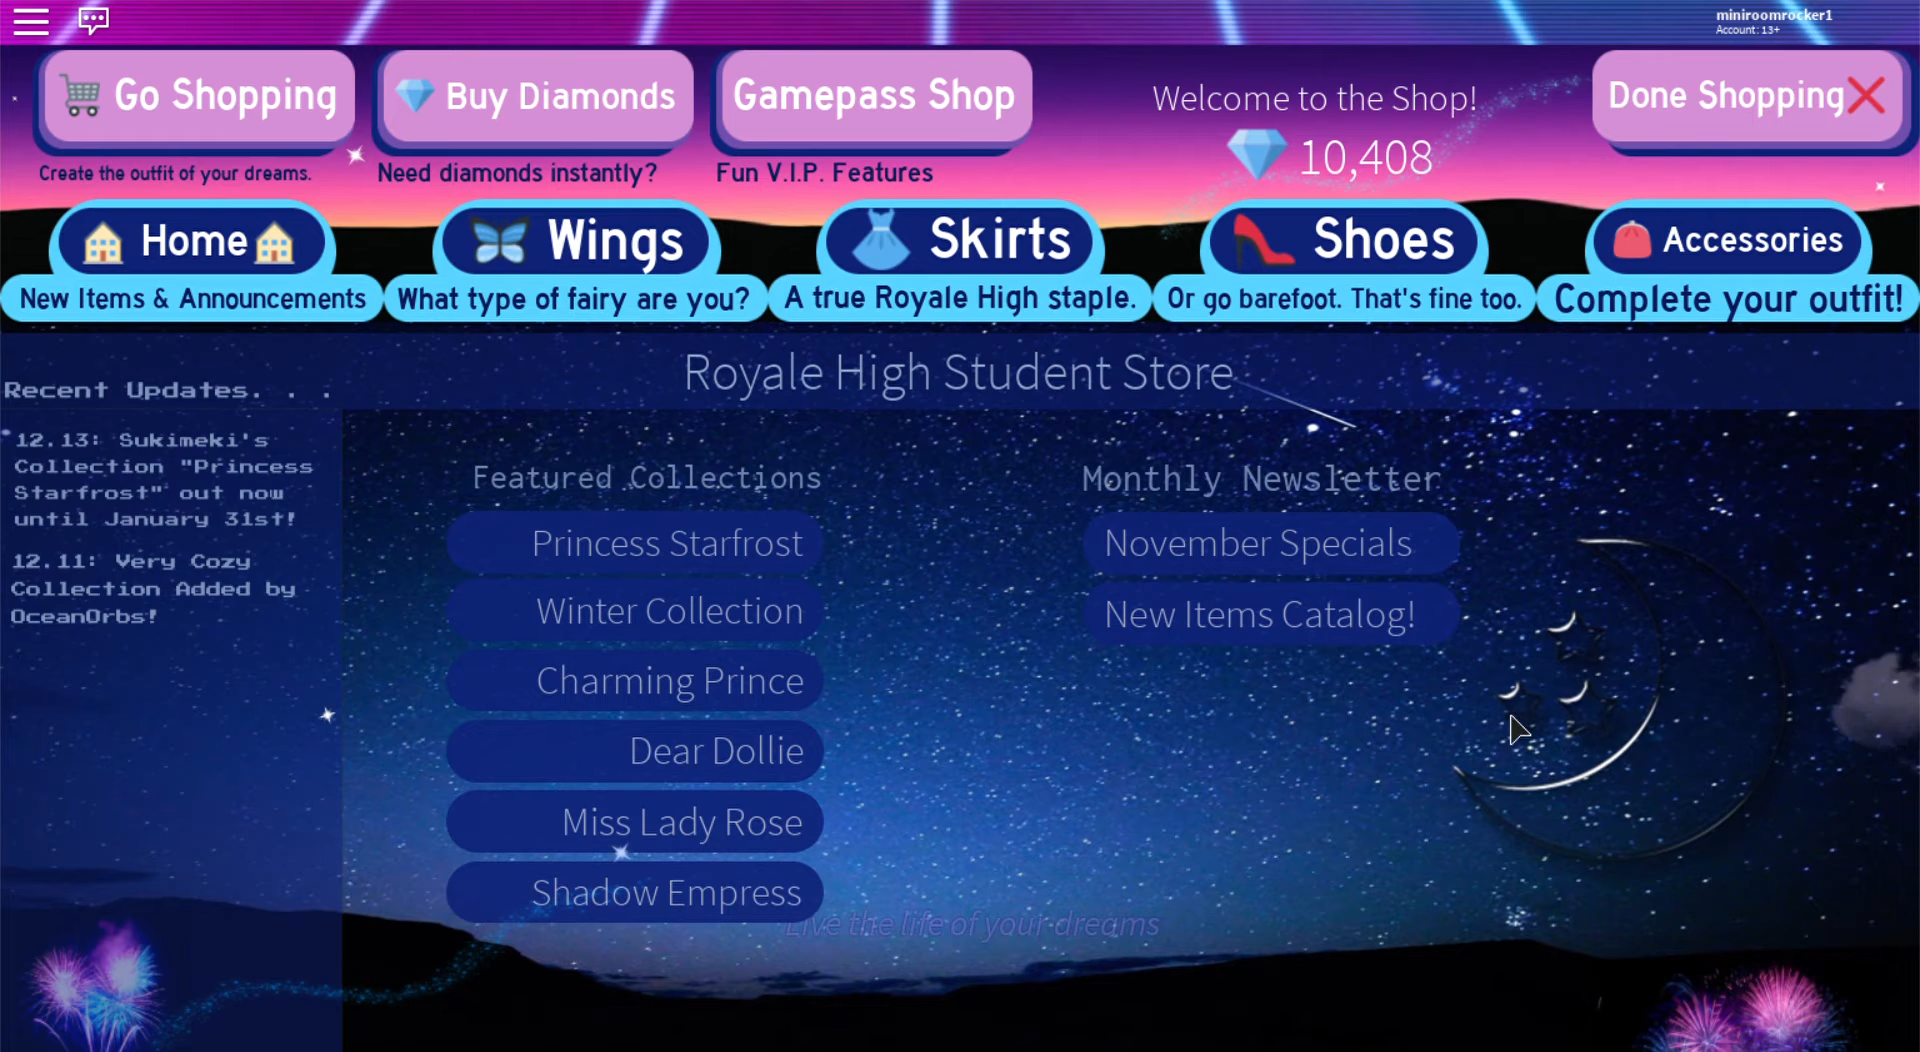 miniroomrocker1
Account: 13+
Go Shopping
Buy Diamonds
Gamepass Shop
Welcome to the Shop!
10,408
Done Shopping
Create the outfit of your dreams.
Need diamonds instantly?
Fun V.I.P. Features
Home
Wings
Skirts
Shoes
Accessories
New Items & Announcements
What type of fairy are you?
A true Royale High staple.
Or go barefoot. That's fine too.
Complete your outfit!
Royale High Student Store
Recent Updates. . .
12.13: Sukimeki's
Collection "Princess
Starfrost" out now
until January 31st!
12.11: Very Cozy
Collection Added by
OceanOrbs!
Featured Collections
Princess Starfrost
Winter Collection
Charming Prince
Dear Dollie
Miss Lady Rose
Shadow Empress
Monthly Newsletter
November Specials
New Items Catalog!
Live the life of your dreams